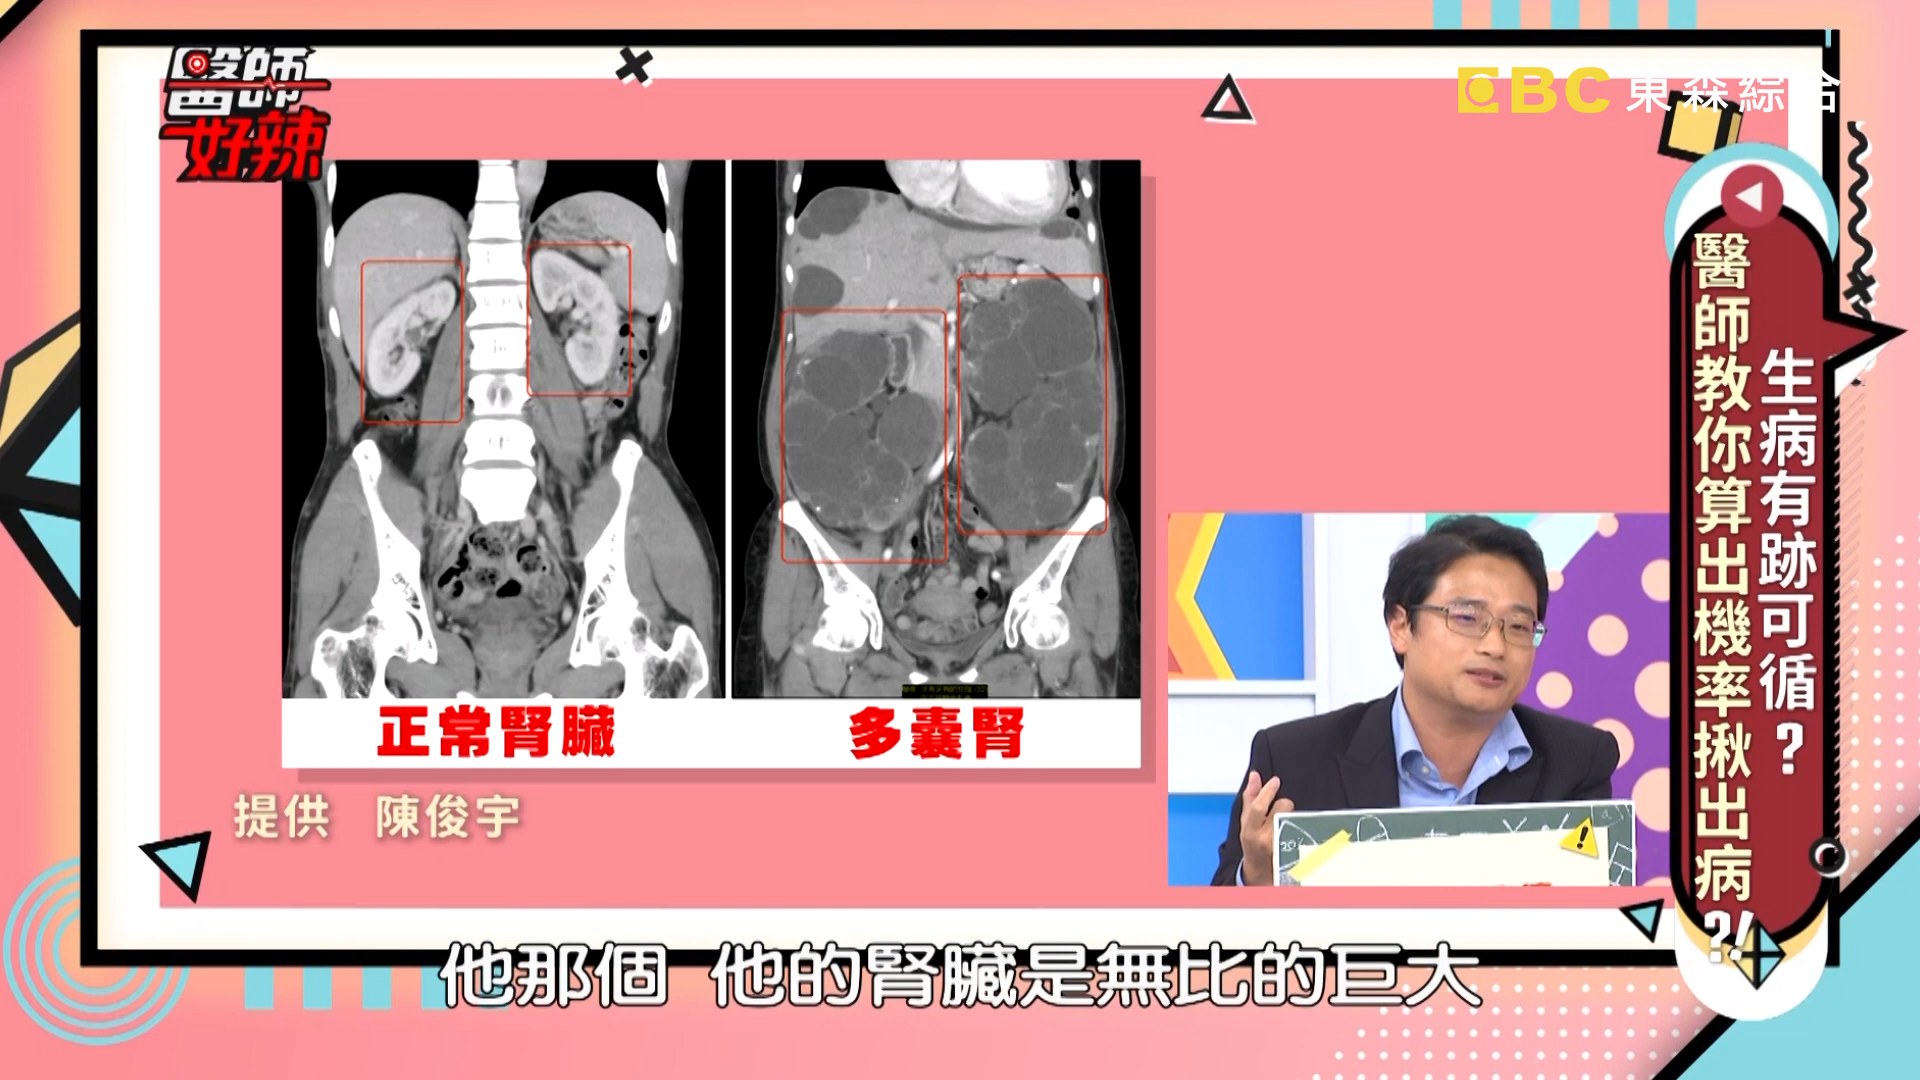 醫師
好辣
EBC 東森綜合
生病有跡可循?
醫師教你算出機率揪出病?!
正常腎臟
多囊腎
提供 陳俊宇
他那個 他的腎臟是無比的巨大